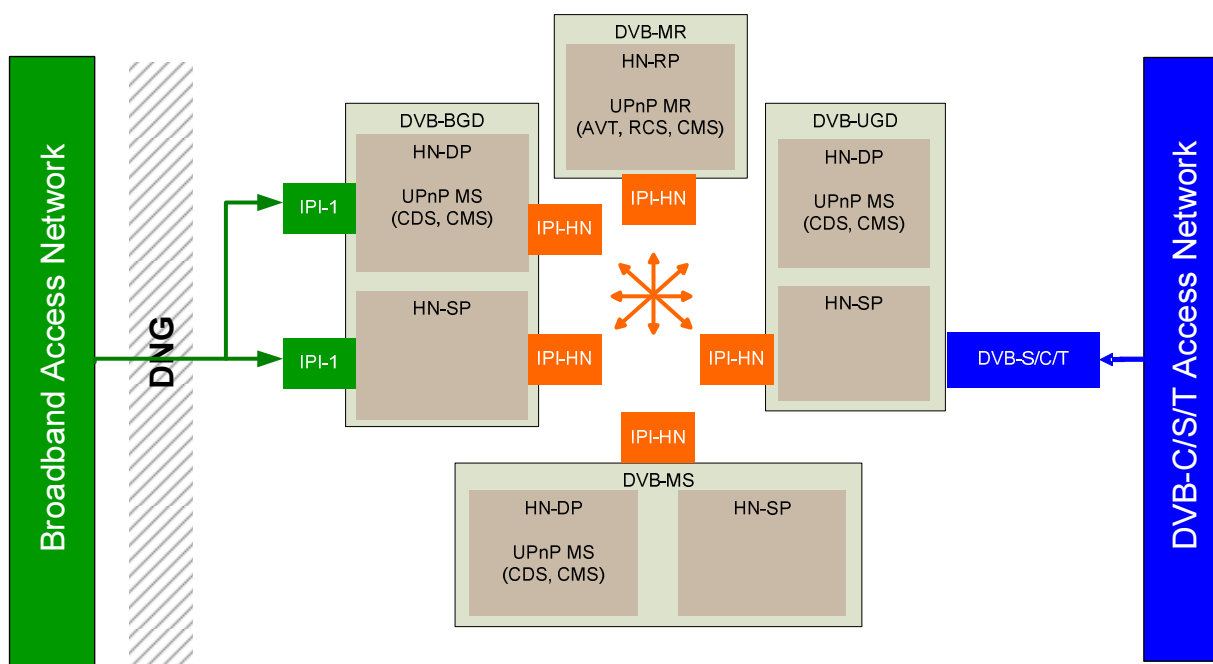 Broadband Access Network
DNG
IPI-1
IPI-1
DVB-BGD
HN-DP
UPnP MS
(CDS, CMS)
HN-SP
IPI-HN
IPI-HN
DVB-MR
HN-RP
UPnP MR
(AVT, RCS, CMS)
IPI-HN
DVB-UGD
HN-DP
UPnP MS
(CDS, CMS)
HN-SP
IPI-HN
DVB-S/C/T
DVB-C/S/T Access Network
IPI-HN
DVB-MS
HN-DP
UPnP MS
(CDS, CMS)
HN-SP